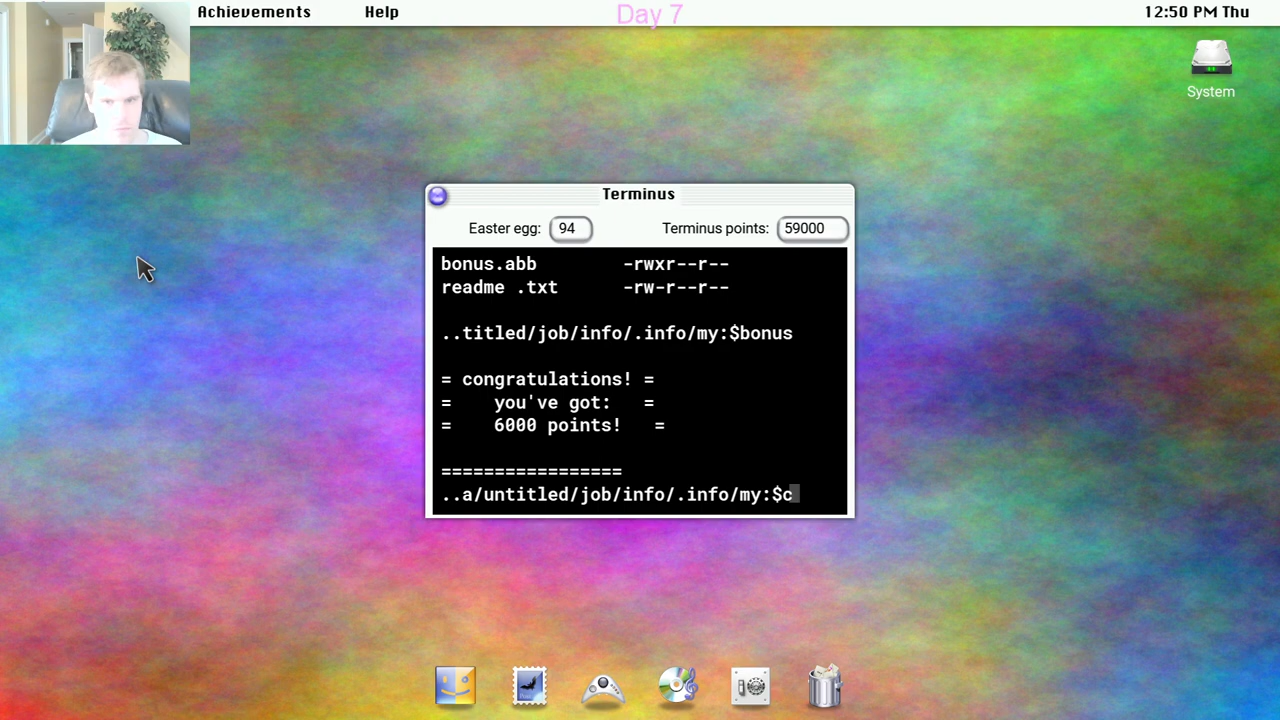 Achievements Help Day 7 12:50 PM Thu
System
Terminus
Easter egg: 94 Terminus points: 59000
bonus.abb -rwxr--r--
readme .txt -rw-r--r--
..titled/job/info/.info/my:$bonus
= congratulations! =
= you've got: =
= 6000 points! =
=================
..a/untitled/job/info/.info/my:$c